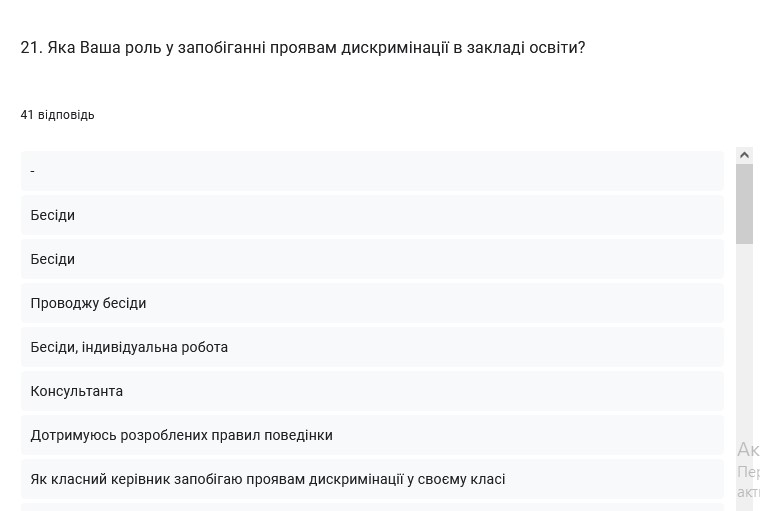 21. Яка Ваша роль у запобіганні проявам дискримінації в закладі освіти?
41 відповідь
-
Бесіди
Бесіди
Проводжу бесіди
Бесіди, індивідуальна робота
Консультанта
Дотримуюсь розроблених правил поведінки
Як класний керівник запобігаю проявам дискримінації у своєму класі